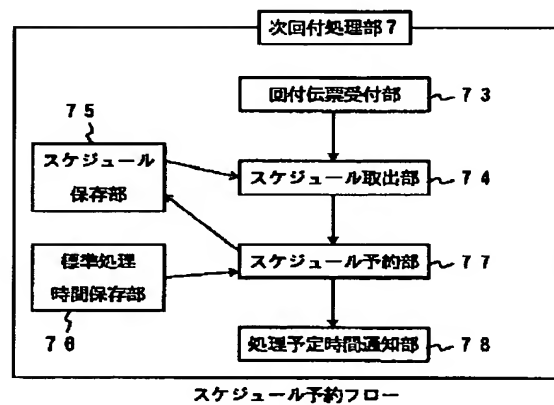 次回付処理部7
回付伝票受付部
73
75
スケジュール
保存部
スケジュール取出部
74
標準処理
時間保存部
スケジュール予約部
77
76
処理予定時間通知部
78
スケジュール予約フロー